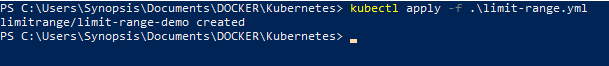 PS C:\Users\Synopsis\Documents\DOCKER\Kubernetes> kubectl apply -f .\limit-range.yml
limitrange/limit-range-demo created
PS C:\Users\Synopsis\Documents\DOCKER\Kubernetes>